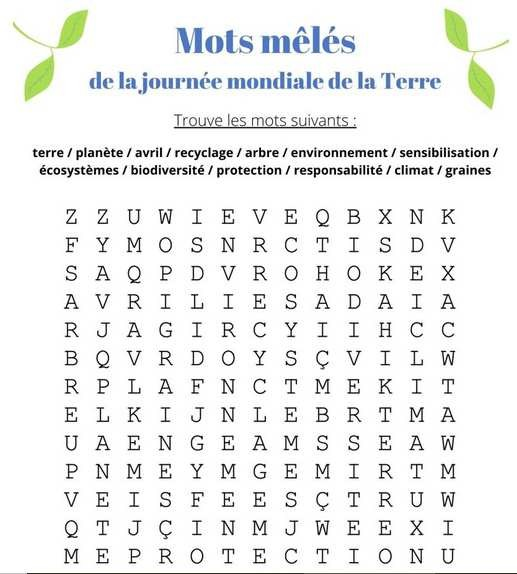 Mots mêlés
de la journée mondiale de la Terre
Trouve les mots suivants :
terre / planète / avril / recyclage / arbre / environnement / sensibilisation /
écosystèmes / biodiversité / protection / responsabilité / climat / graines
Z Z U W I E V E Q B X N K
F Y M O S N R C T I S D V
S A Q P D V R O H O K E X
A V R I L I E S A D A I A
R J A G I R C Y I I H C C
B Q V R D O Y S Ç V I L W
R P L A F N C T M E K I T
E L K I J N L E B R T M A
U A E N G E A M S S E A W
P N M E Y M G E M I R T M
V E I S F E E S Ç T R U W
Q T J Ç I N M J W E E X I
M E P R O T E C T I O N U